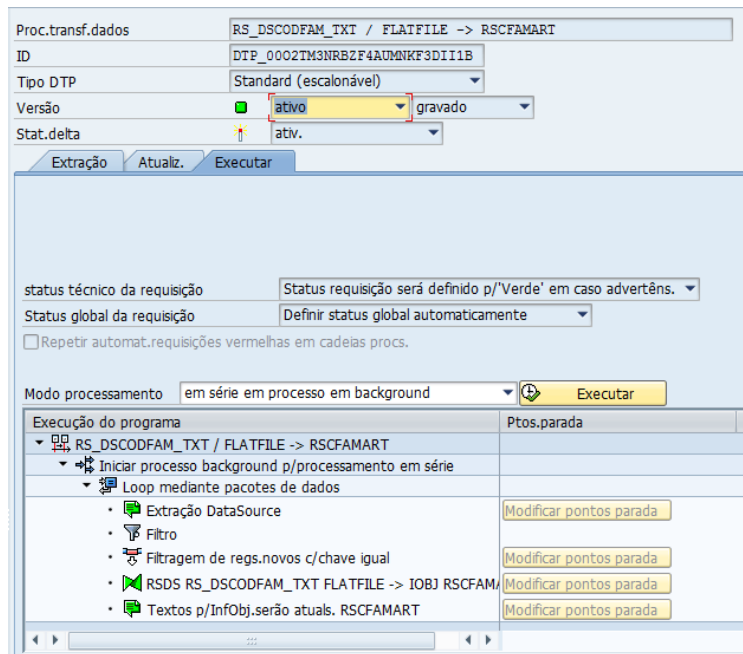 Proc.transf.dados RS_DSCODFAM_TXT / FLATFILE -> RSCFAMART
ID DTP_0OO2TM3NRBZF4AUMNKF3DII1B
Tipo DTP Standard (escalonável)
Versão ativo gravado
Stat.delta ativ.
Extração Atualiz. Executar
status técnico da requisição Status requisição será definido p/'Verde' em caso advertêns.
Status global da requisição Definir status global automaticamente
Repetir automat.requisições vermelhas em cadeias procs.
Modo processamento em série em processo em background Executar
Execução do programa Ptos.parada
RS_DSCODFAM_TXT / FLATFILE -> RSCFAMART
Iniciar processo background p/processamento em série
Loop mediante pacotes de dados
Extração DataSource Modificar pontos parada
Filtro
Filtragem de regs.novos c/chave igual Modificar pontos parada
RSDS RS_DSCODFAM_TXT FLATFILE -> IOBJ RSCFAMA Modificar pontos parada
Textos p/InfObj.serão atuals. RSCFAMART Modificar pontos parada